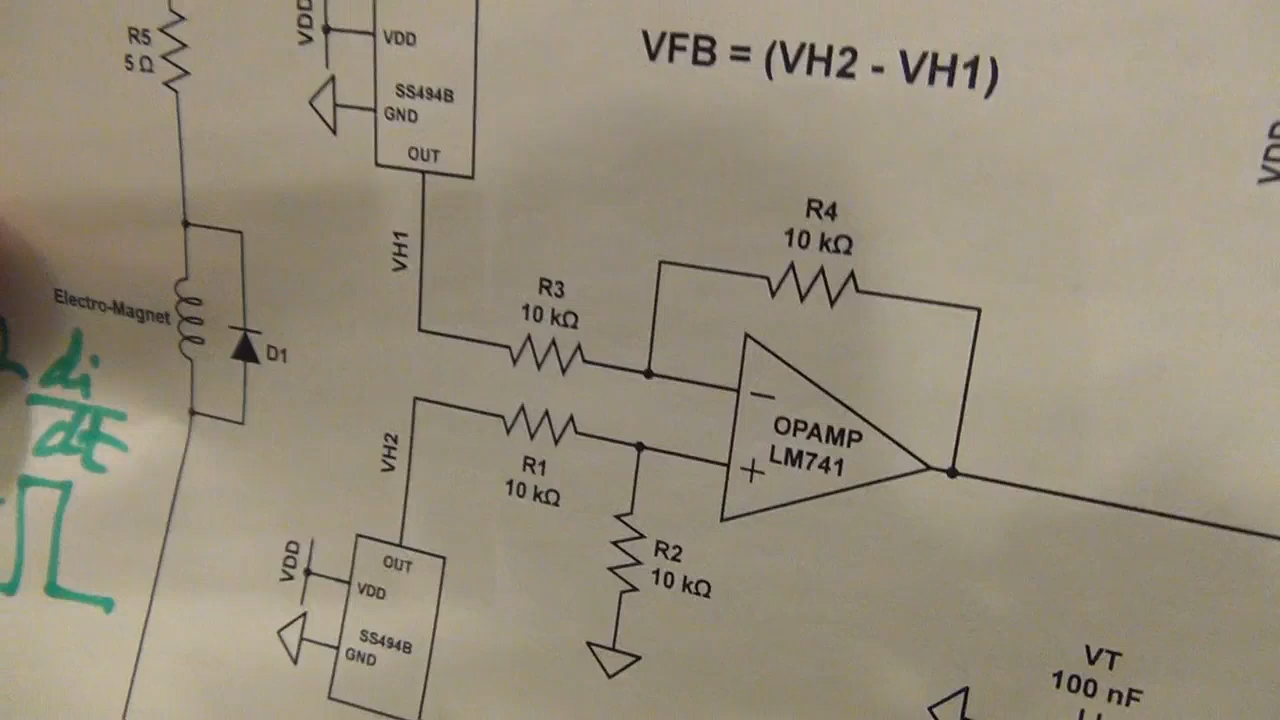 R5
5 Ω
VDD
VDD
SS494B
GND
OUT
VFB = (VH2 - VH1)
VDD
VH1
R4
10 kΩ
R3
10 kΩ
Electro-Magnet
D1
di
dt
−
OPAMP
LM741
+
VH2
R1
10 kΩ
R2
10 kΩ
VDD
OUT
VDD
SS494B
GND
VT
100 nF